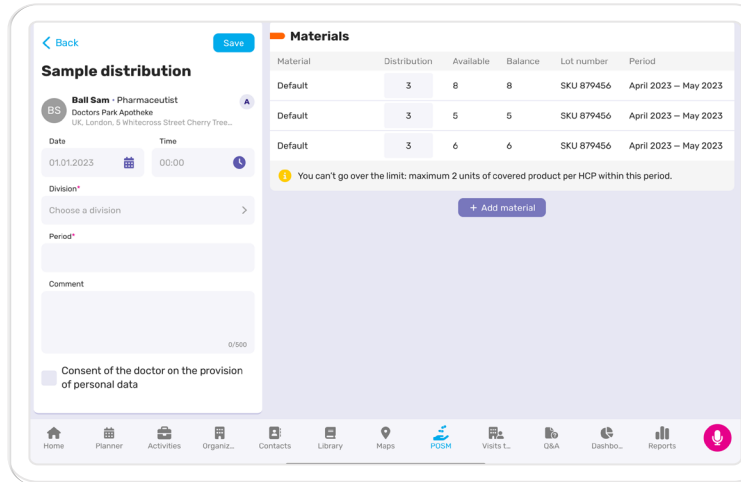 Back
Save
Sample distribution
BS
Ball Sam · Pharmaceutist
A
Doctors Park Apotheke
UK, London, 5 Whitecross Street Cherry Tree...
Date
Time
01.01.2023
00:00
Division*
Choose a division
Period*
Comment
0/500
Consent of the doctor on the provision
of personal data
Materials
Material Distribution Available Balance Lot number Period
Default 3 8 8 SKU 879456 April 2023 — May 2023
Default 3 5 5 SKU 879456 April 2023 — May 2023
Default 3 6 6 SKU 879456 April 2023 — May 2023
You can't go over the limit: maximum 2 units of covered product per HCP within this period.
+ Add material
Home Planner Activities Organiz... Contacts Library Maps POSM Visits t... Q&A Dashbo... Reports